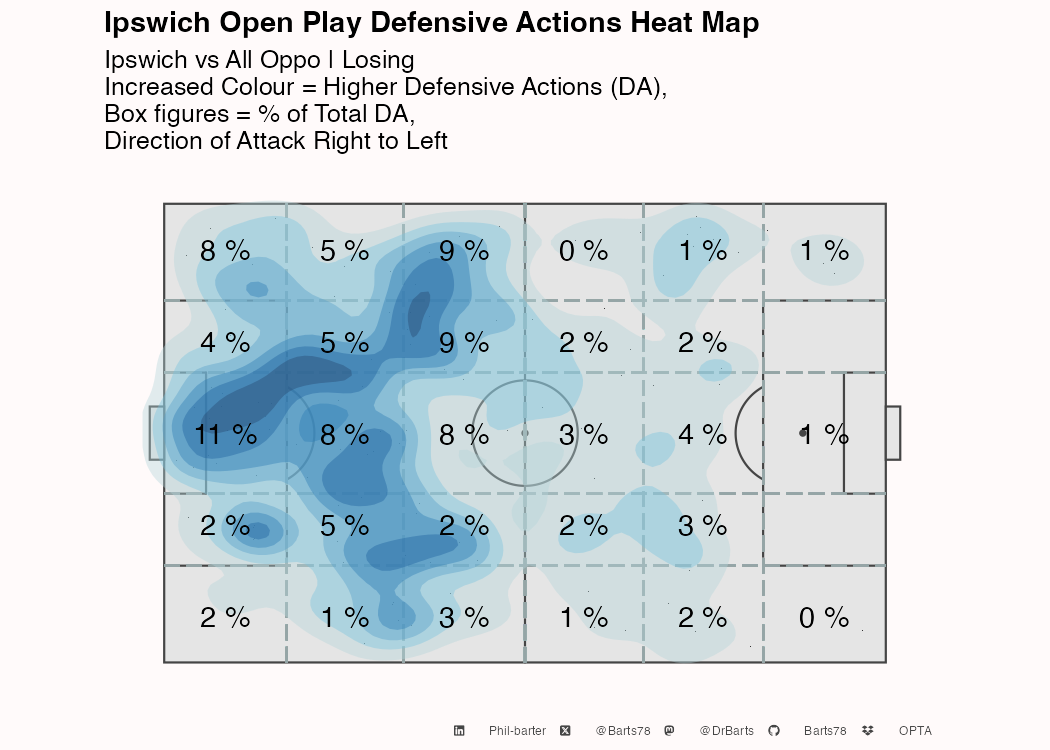 Ipswich Open Play Defensive Actions Heat Map
Ipswich vs All Oppo | Losing
Increased Colour = Higher Defensive Actions (DA),
Box figures = % of Total DA,
Direction of Attack Right to Left
8 % 5 % 9 % 0 % 1 % 1 %
4 % 5 % 9 % 2 % 2 %
11 % 8 % 8 % 3 % 4 % 1 %
2 % 5 % 2 % 2 % 3 %
2 % 1 % 3 % 1 % 2 % 0 %
Phil-barter @Barts78 @DrBarts Barts78 OPTA